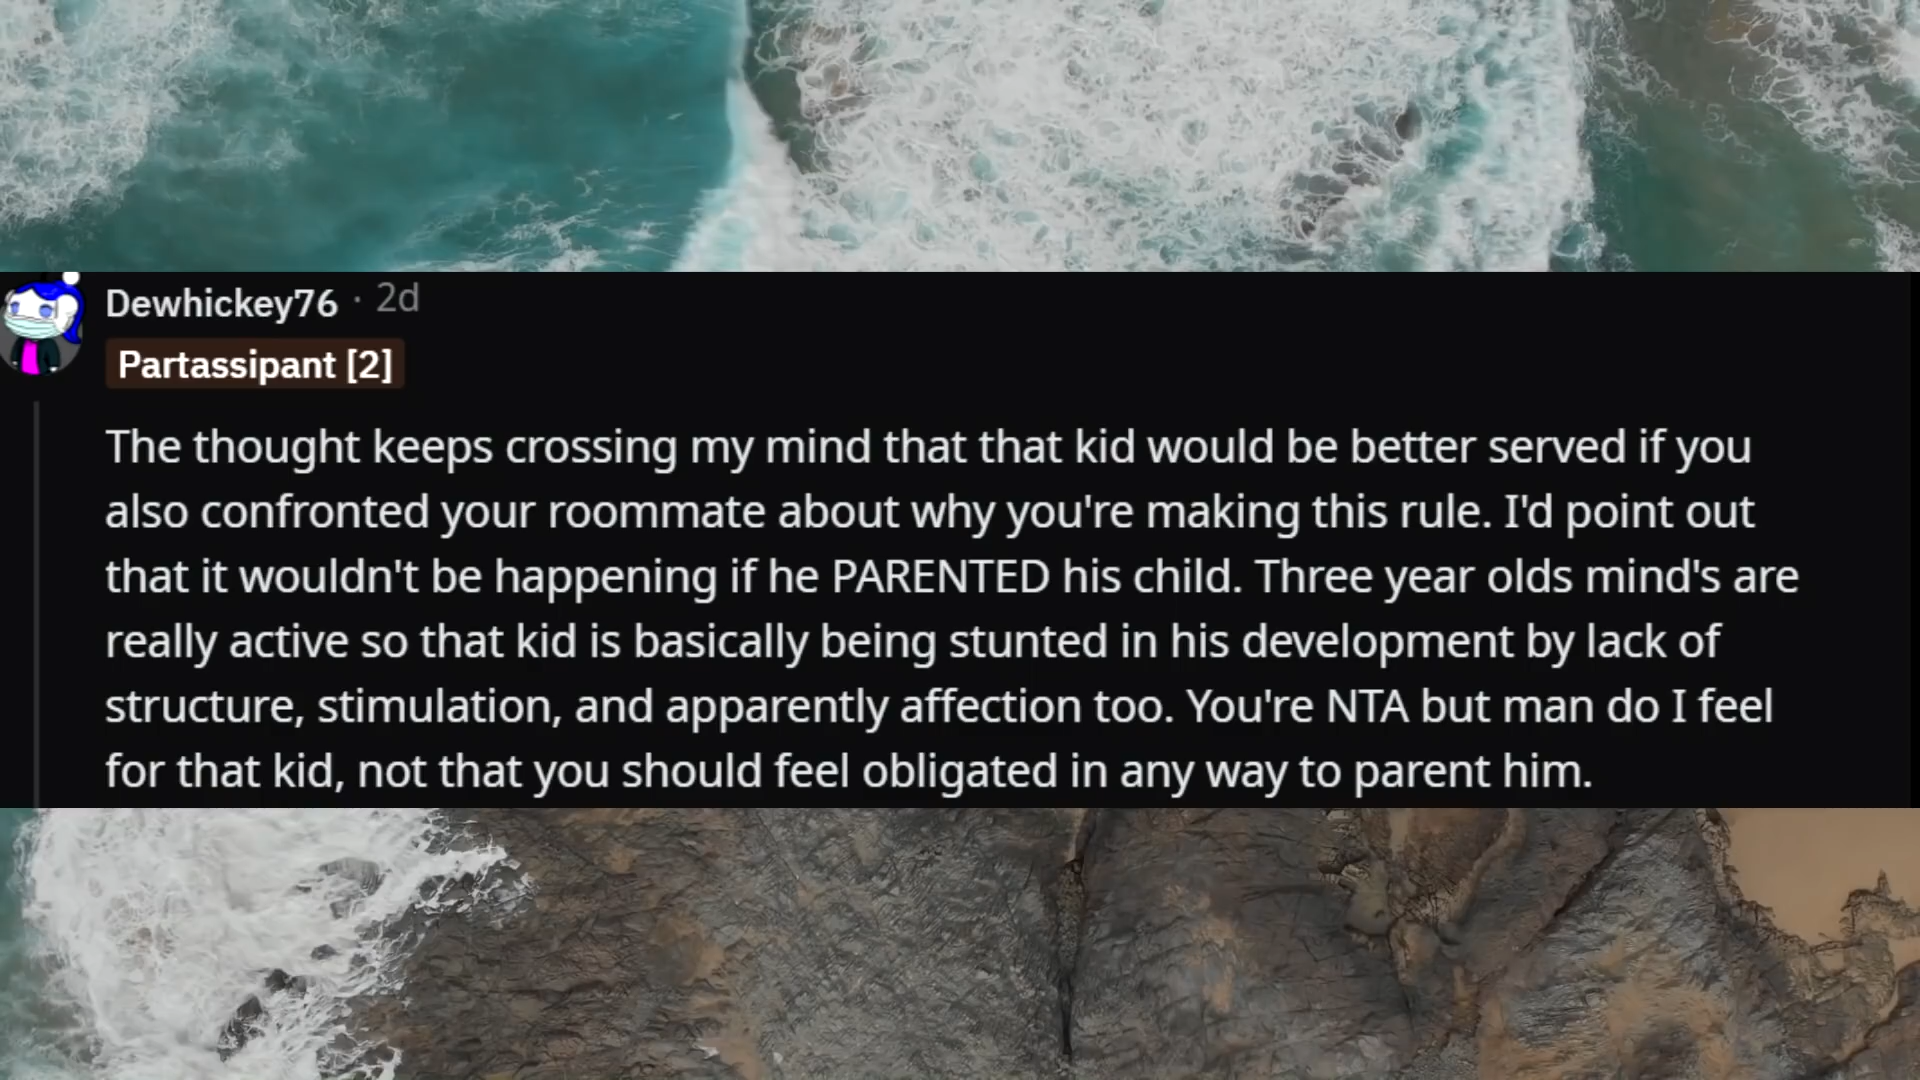 Dewhickey76 · 2d
Partassipant [2]
The thought keeps crossing my mind that that kid would be better served if you
also confronted your roommate about why you're making this rule. I'd point out
that it wouldn't be happening if he PARENTED his child. Three year olds mind's are
really active so that kid is basically being stunted in his development by lack of
structure, stimulation, and apparently affection too. You're NTA but man do I feel
for that kid, not that you should feel obligated in any way to parent him.